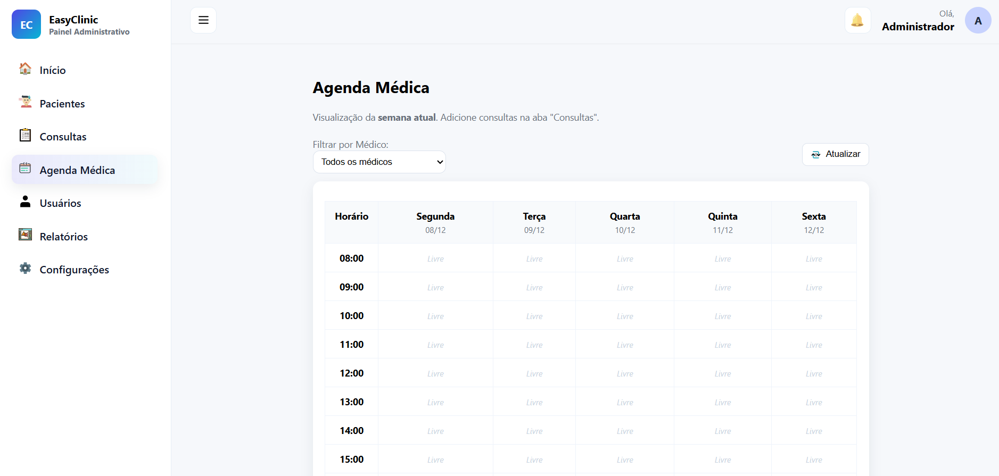 EC
EasyClinic
Painel Administrativo
Início
Pacientes
Consultas
Agenda Médica
Usuários
Relatórios
Configurações
Olá,
Administrador
A
Agenda Médica
Visualização da semana atual. Adicione consultas na aba "Consultas".
Filtrar por Médico:
Todos os médicos
Atualizar
Horário Segunda Terça Quarta Quinta Sexta
08/12 09/12 10/12 11/12 12/12
08:00 Livre Livre Livre Livre Livre
09:00 Livre Livre Livre Livre Livre
10:00 Livre Livre Livre Livre Livre
11:00 Livre Livre Livre Livre Livre
12:00 Livre Livre Livre Livre Livre
13:00 Livre Livre Livre Livre Livre
14:00 Livre Livre Livre Livre Livre
15:00 Livre Livre Livre Livre Livre